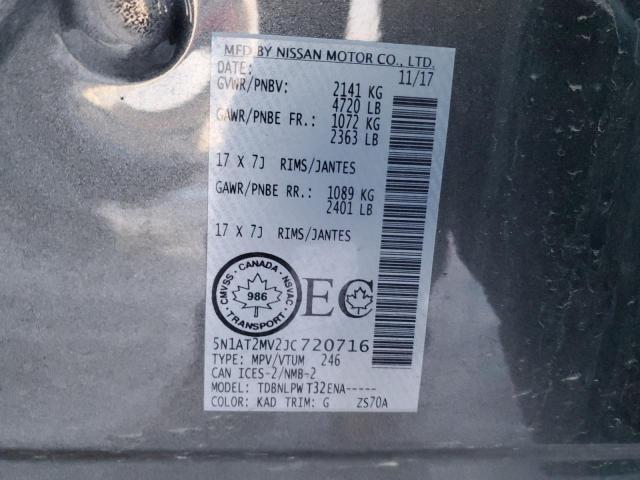 MFD BY NISSAN MOTOR CO., LTD.
DATE: 11/17
GVWR/PNBV: 2141 KG
4720 LB
GAWR/PNBE FR.: 1072 KG
2363 LB
17 X 7J RIMS/JANTES
GAWR/PNBE RR.: 1089 KG
2401 LB
17 X 7J RIMS/JANTES
CMVSS · CANADA · NSVAC
986
TRANSPORT
EC
5N1AT2MV2JC720716
TYPE: MPV/VTUM 246
CAN ICES-2/NMB-2
MODEL: TDBNLPW T32ENA-----
COLOR: KAD TRIM: G ZS70A